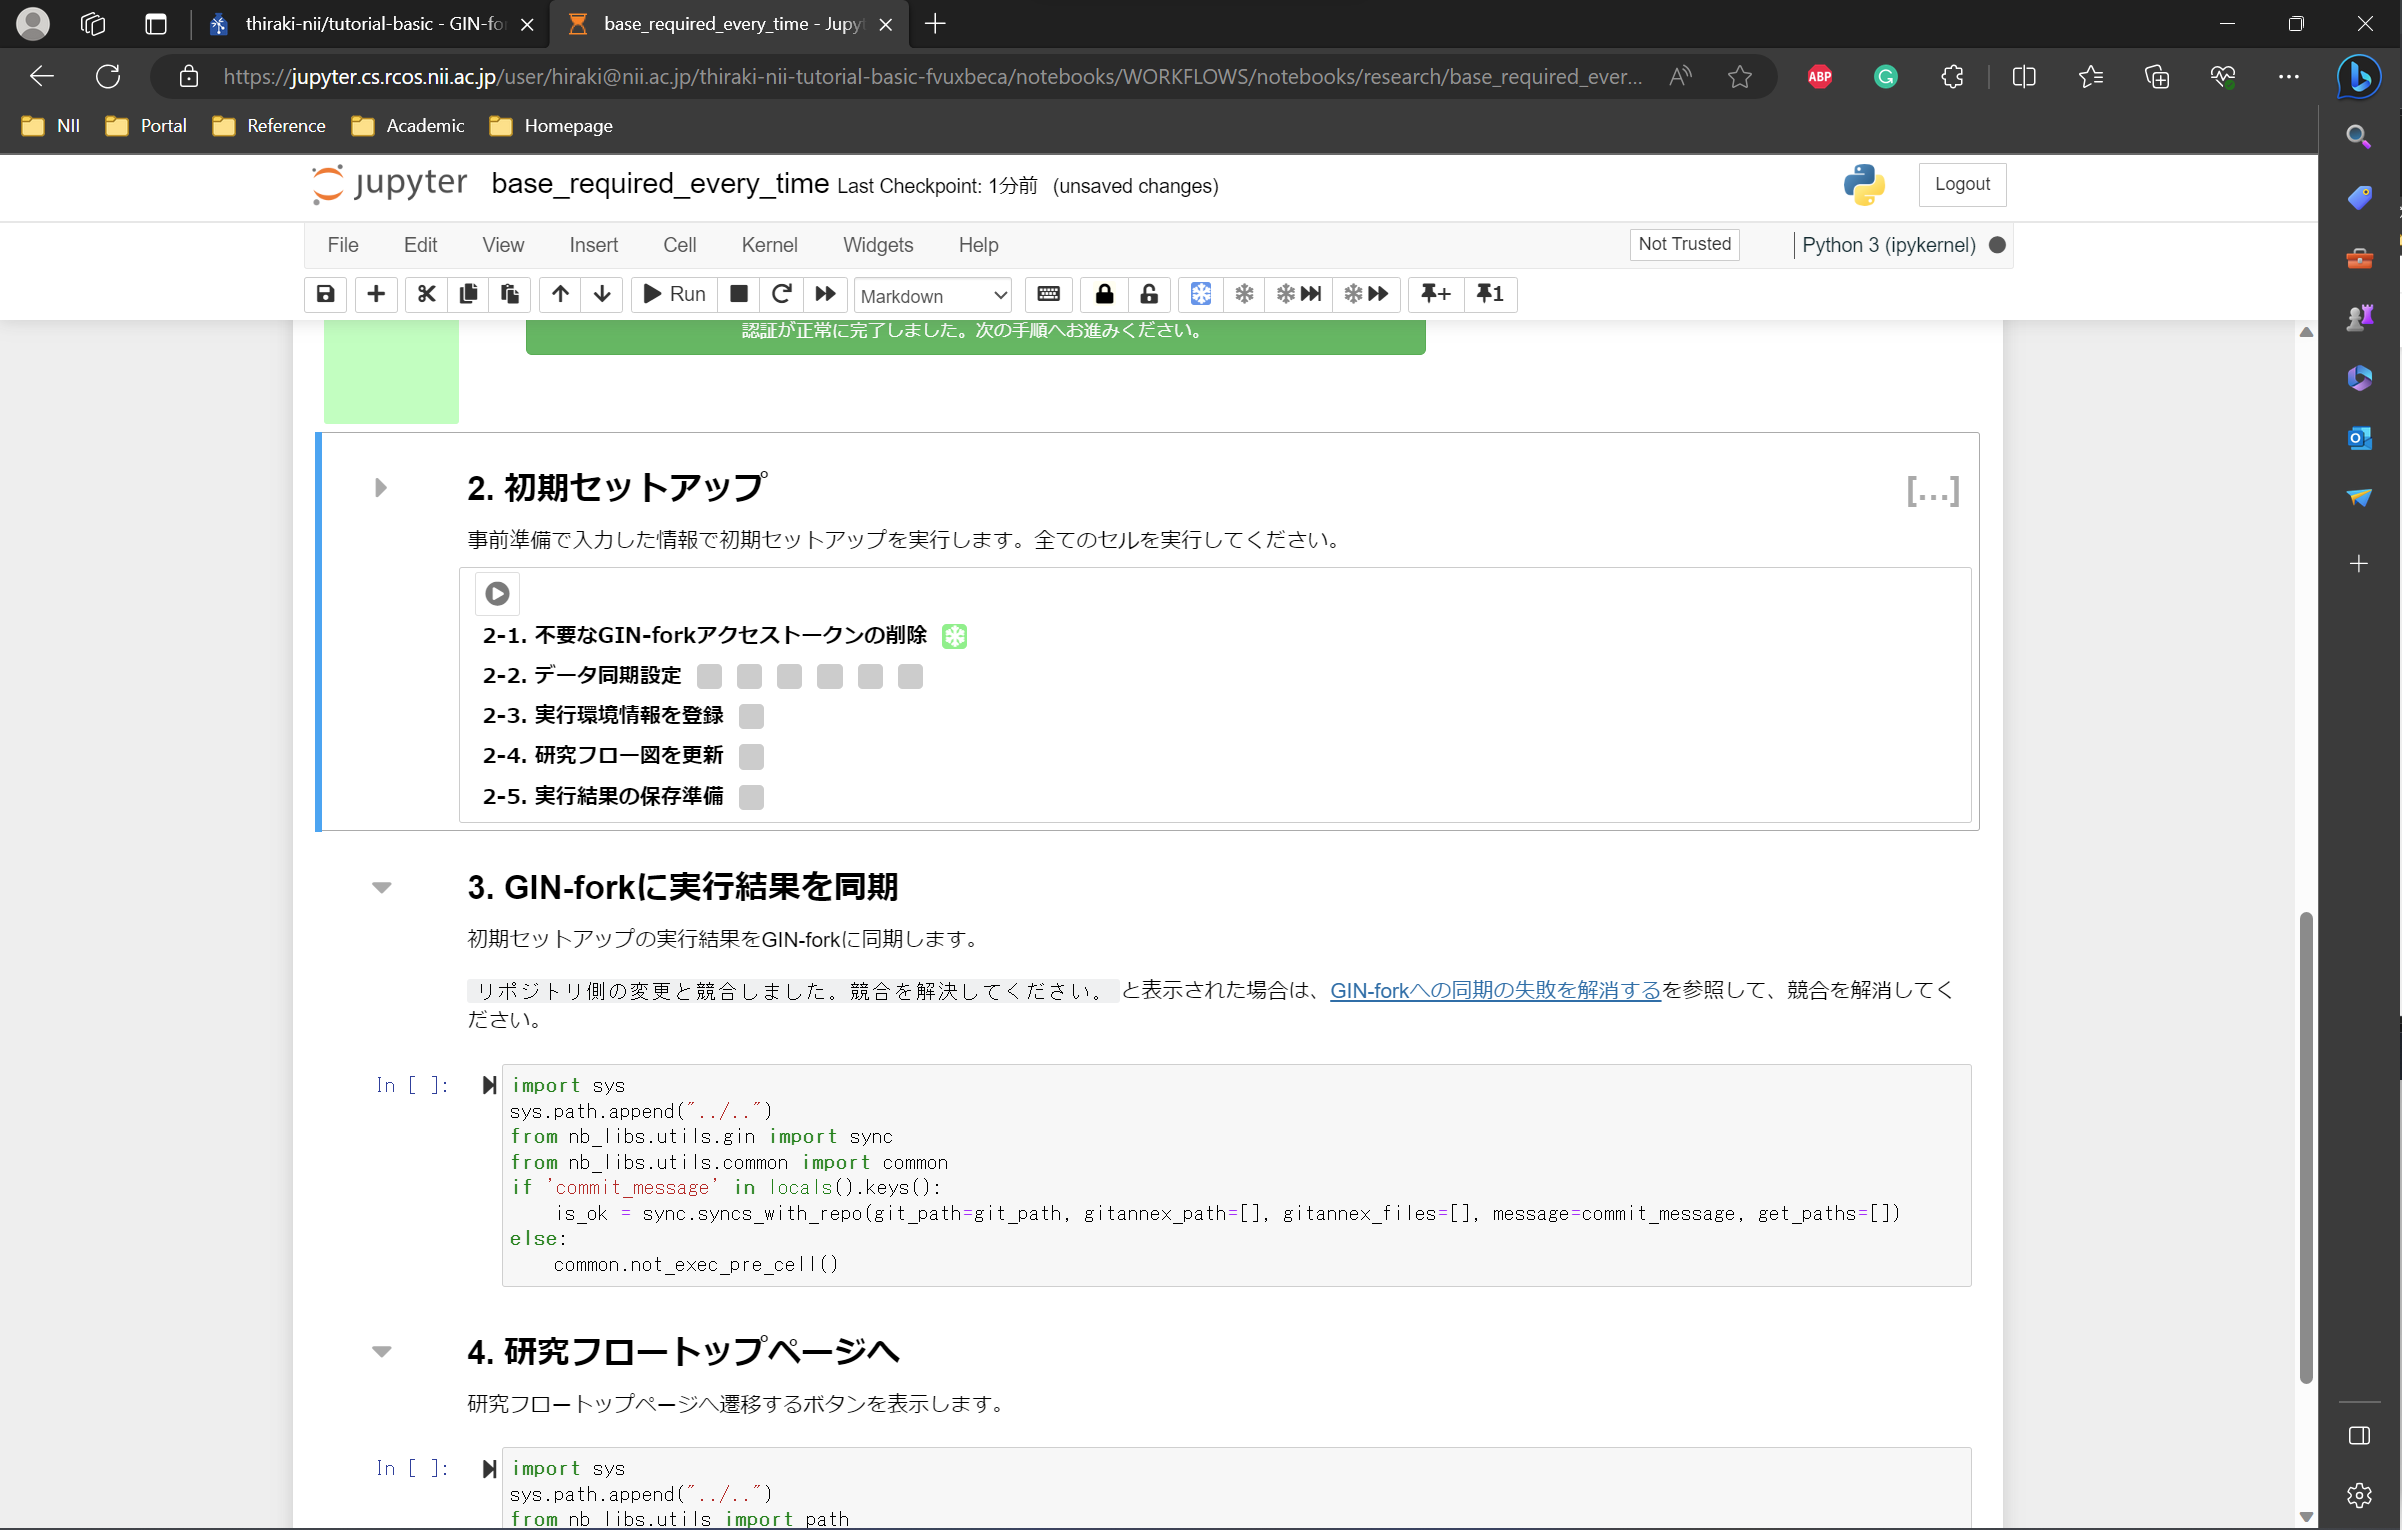 thiraki-nii/tutorial-basic - GIN-fo
base_required_every_time - Jupyt
https://jupyter.cs.rcos.nii.ac.jp/user/hiraki@nii.ac.jp/thiraki-nii-tutorial-basic-fvuxbeca/notebooks/WORKFLOWS/notebooks/research/base_required_ever...
ABP
NII Portal Reference Academic Homepage
jupyter base_required_every_time Last Checkpoint: 1分前 (unsaved changes)
Logout
File Edit View Insert Cell Kernel Widgets Help
Not Trusted
Python 3 (ipykernel)
Run
Markdown
認証が正常に完了しました。次の手順へお進みください。
2. 初期セットアップ
[...]
事前準備で入力した情報で初期セットアップを実行します。全てのセルを実行してください。
2-1. 不要なGIN-forkアクセストークンの削除
2-2. データ同期設定
2-3. 実行環境情報を登録
2-4. 研究フロー図を更新
2-5. 実行結果の保存準備
3. GIN-forkに実行結果を同期
初期セットアップの実行結果をGIN-forkに同期します。
リポジトリ側の変更と競合しました。競合を解決してください。 と表示された場合は、GIN-forkへの同期の失敗を解消するを参照して、競合を解消してく
ださい。
In [ ]:
import sys
sys.path.append("../..")
from nb_libs.utils.gin import sync
from nb_libs.utils.common import common
if 'commit_message' in locals().keys():
    is_ok = sync.syncs_with_repo(git_path=git_path, gitannex_path=[], gitannex_files=[], message=commit_message, get_paths=[])
else:
    common.not_exec_pre_cell()
4. 研究フロートップページへ
研究フロートップページへ遷移するボタンを表示します。
In [ ]:
import sys
sys.path.append("../..")
from nb_libs.utils import path